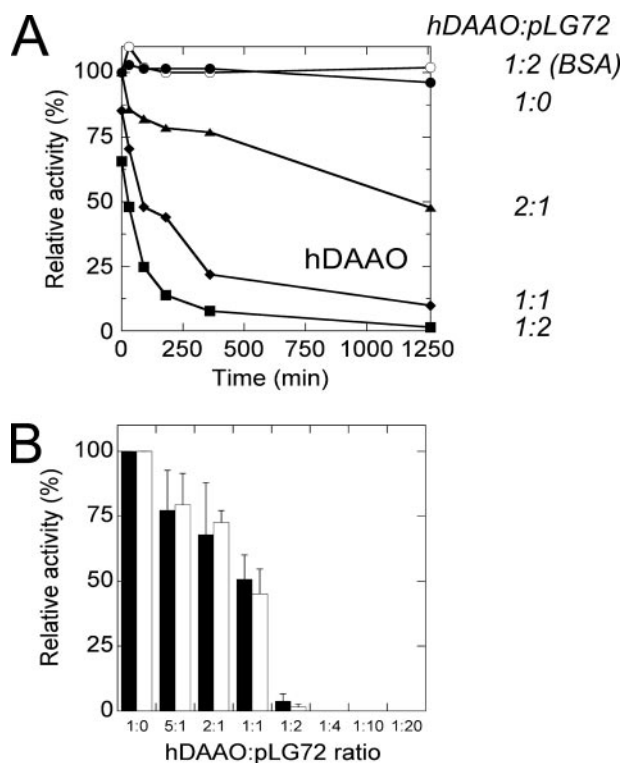 A
hDAAO:pLG72
Relative activity (%)
100
75
50
25
0
hDAAO
1:2 (BSA)
1:0
2:1
1:1
1:2
0 250 500 750 1000 1250
Time (min)
B
Relative activity (%)
100
75
50
25
0
1:0 5:1 2:1 1:1 1:2 1:4 1:10 1:20
hDAAO:pLG72 ratio